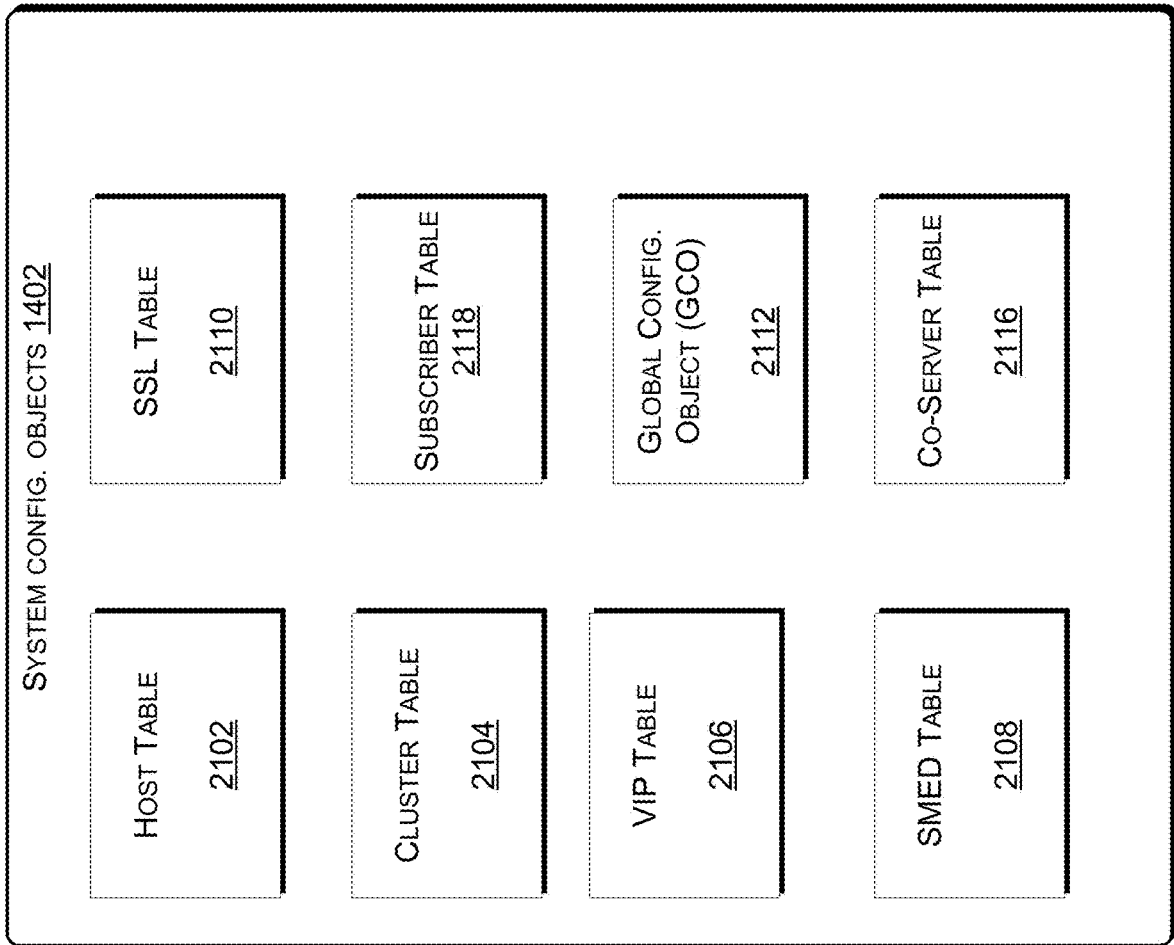 SYSTEM CONFIG. OBJECTS 1402
HOST TABLE
2102
SSL TABLE
2110
CLUSTER TABLE
2104
SUBSCRIBER TABLE
2118
VIP TABLE
2106
GLOBAL CONFIG.
OBJECT (GCO)
2112
SMED TABLE
2108
CO-SERVER TABLE
2116